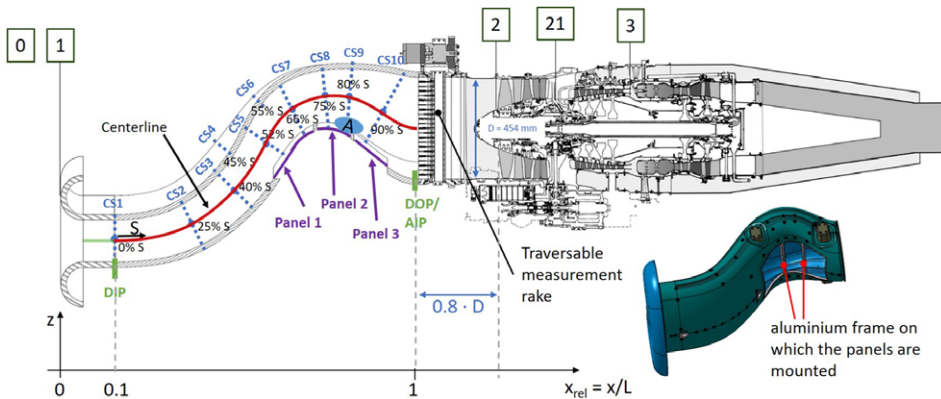 0 1
2 21 3
CS1
CS2
CS3
CS4
CS5
CS6
CS7
CS8
CS9
CS10
Centerline
S
0% S
25% S
40% S
45% S
52% S
55% S
66% S
75% S
80% S
90% S
A
Panel 1
Panel 2
Panel 3
DIP
DOP/
AIP
D = 454 mm
Traversable
measurement
rake
0.8 · D
aluminium frame on
which the panels are
mounted
z
0 0.1 1 x_rel = x/L